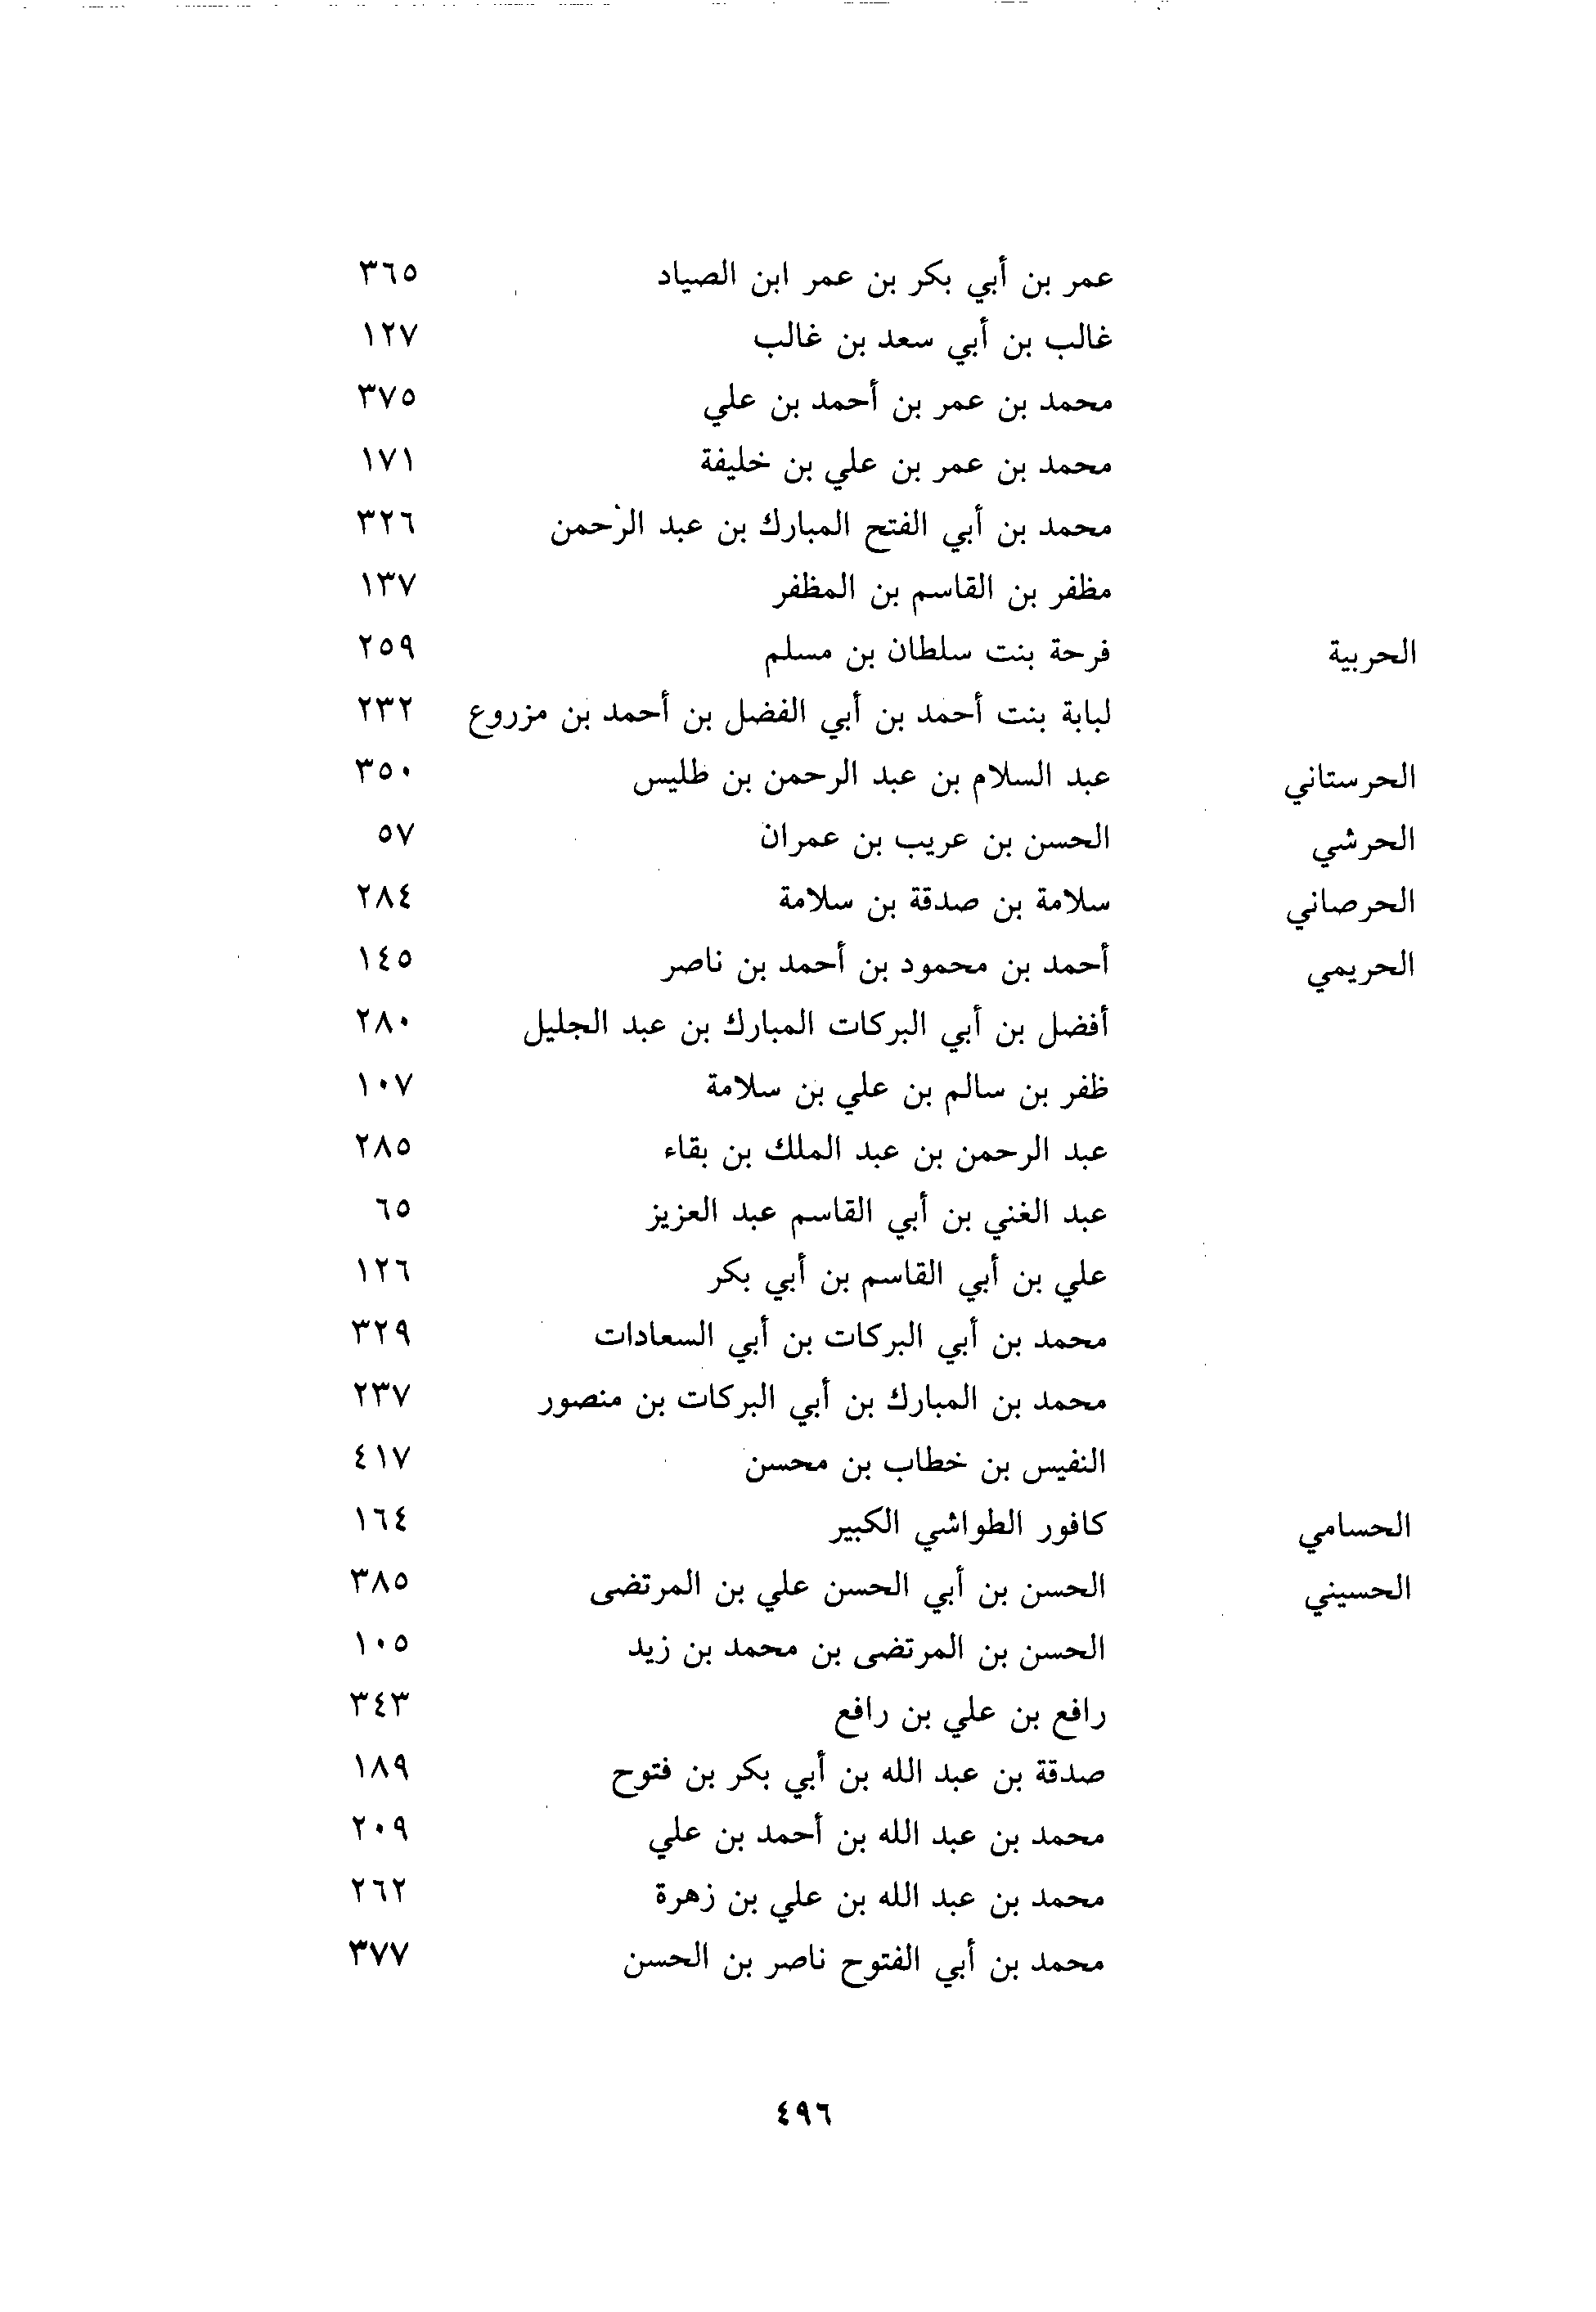 عمر بن أبي بكر بن عمر ابن الصياد ٣٦٥
غالب بن أبي سعد بن غالب ١٢٧
محمد بن عمر بن أحمد بن علي ٣٧٥
محمد بن عمر بن علي بن خليفة ١٧١
محمد بن أبي الفتح المبارك بن عبد الرحمن ٣٢٦
مظفر بن القاسم بن المظفر ١٣٧
الحربية فرحة بنت سلطان بن مسلم ٢٥٩
لبابة بنت أحمد بن أبي الفضل بن أحمد بن مزروع ٢٣٢
الحرستاني عبد السلام بن عبد الرحمن بن طليس ٣٥٠
الحرشي الحسن بن عريب بن عمران ٥٧
الحرصاني سلامة بن صدقة بن سلامة ٢٨٤
الحريمي أحمد بن محمود بن أحمد بن ناصر ١٤٥
أفضل بن أبي البركات المبارك بن عبد الجليل ٢٨٠
ظفر بن سالم بن علي بن سلامة ١٠٧
عبد الرحمن بن عبد الملك بن بقاء ٢٨٥
عبد الغني بن أبي القاسم عبد العزيز ٦٥
علي بن أبي القاسم بن أبي بكر ١٢٦
محمد بن أبي البركات بن أبي السعادات ٣٢٩
محمد بن المبارك بن أبي البركات بن منصور ٢٣٧
النفيس بن خطاب بن محسن ٤١٧
الحسامي كافور الطواشي الكبير ١٦٤
الحسيني الحسن بن أبي الحسن علي بن المرتضى ٣٨٥
الحسن بن المرتضى بن محمد بن زيد ١٠٥
رافع بن علي بن رافع ٣٤٣
صدقة بن عبد الله بن أبي بكر بن فتوح ١٨٩
محمد بن عبد الله بن أحمد بن علي ٢٠٩
محمد بن عبد الله بن علي بن زهرة ٢٦٢
محمد بن أبي الفتوح ناصر بن الحسن ٣٧٧
٤٩٦